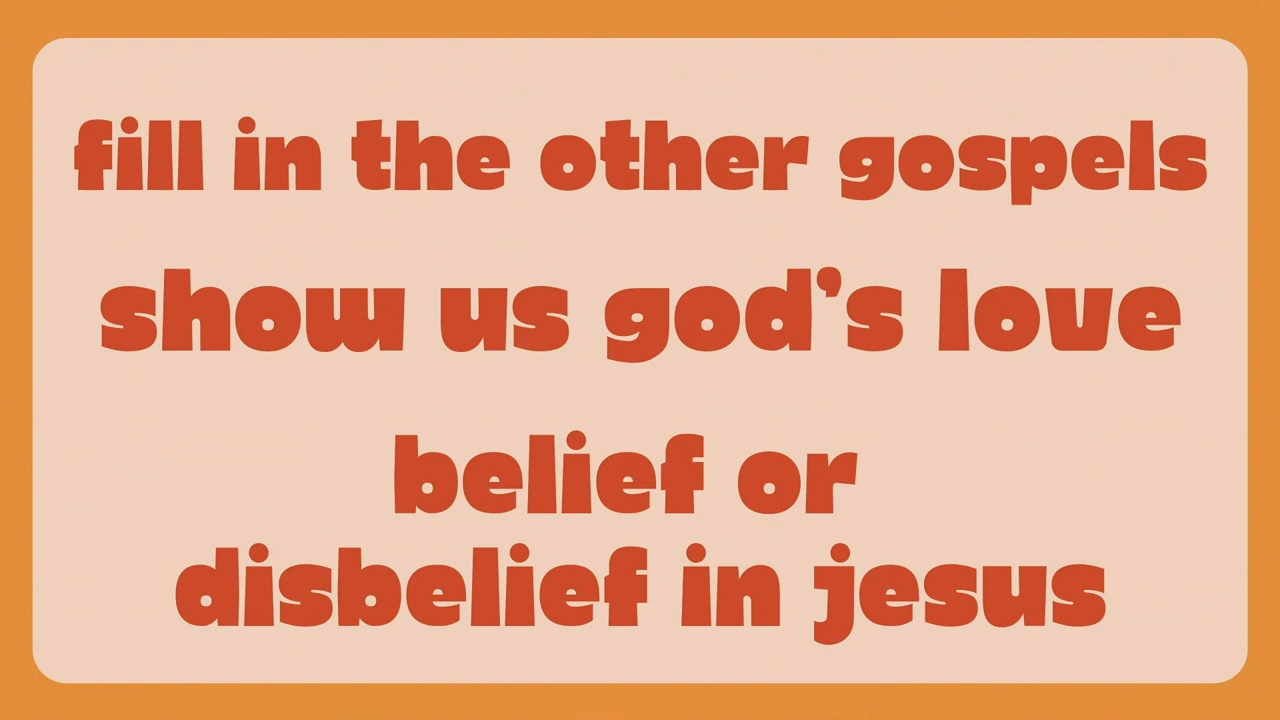 fill in the other gospels
show us god's love
belief or
disbelief in jesus